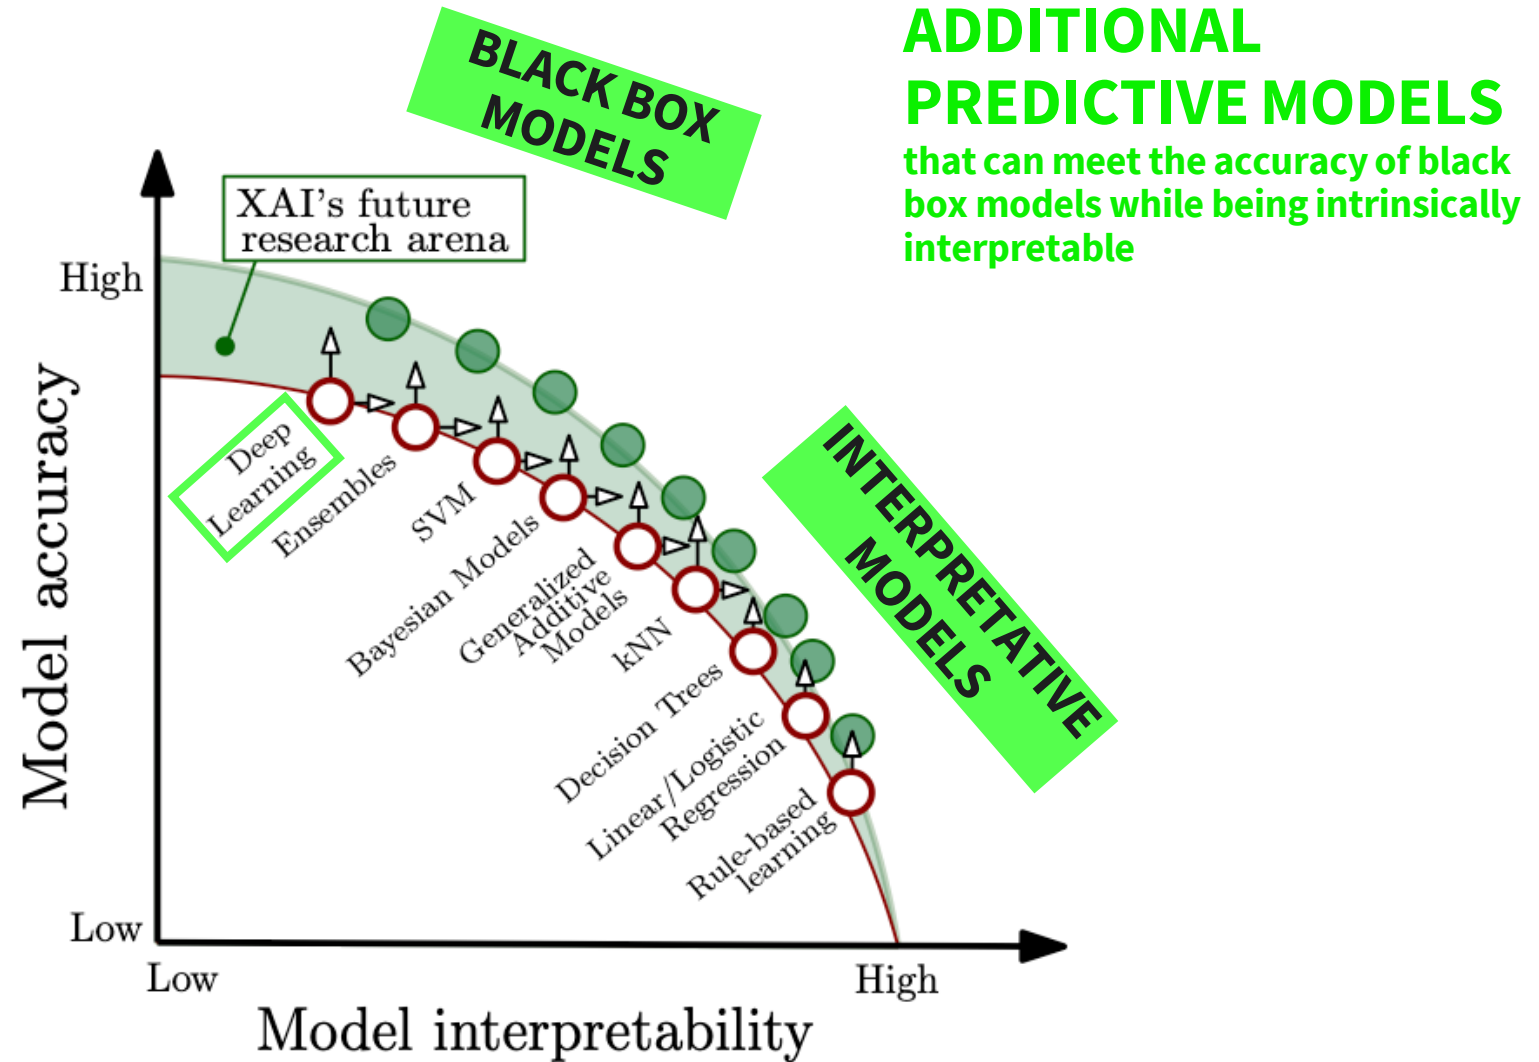 BLACK BOX
MODELS
ADDITIONAL
PREDICTIVE MODELS
that can meet the accuracy of black
box models while being intrinsically
interpretable
XAI's future
research arena
High
Model accuracy
Deep
Learning
Ensembles
SVM
Bayesian Models
Generalized
Additive
Models
kNN
Decision Trees
Linear/Logistic
Regression
Rule-based
learning
INTERPRETATIVE
MODELS
Low
Low
High
Model interpretability